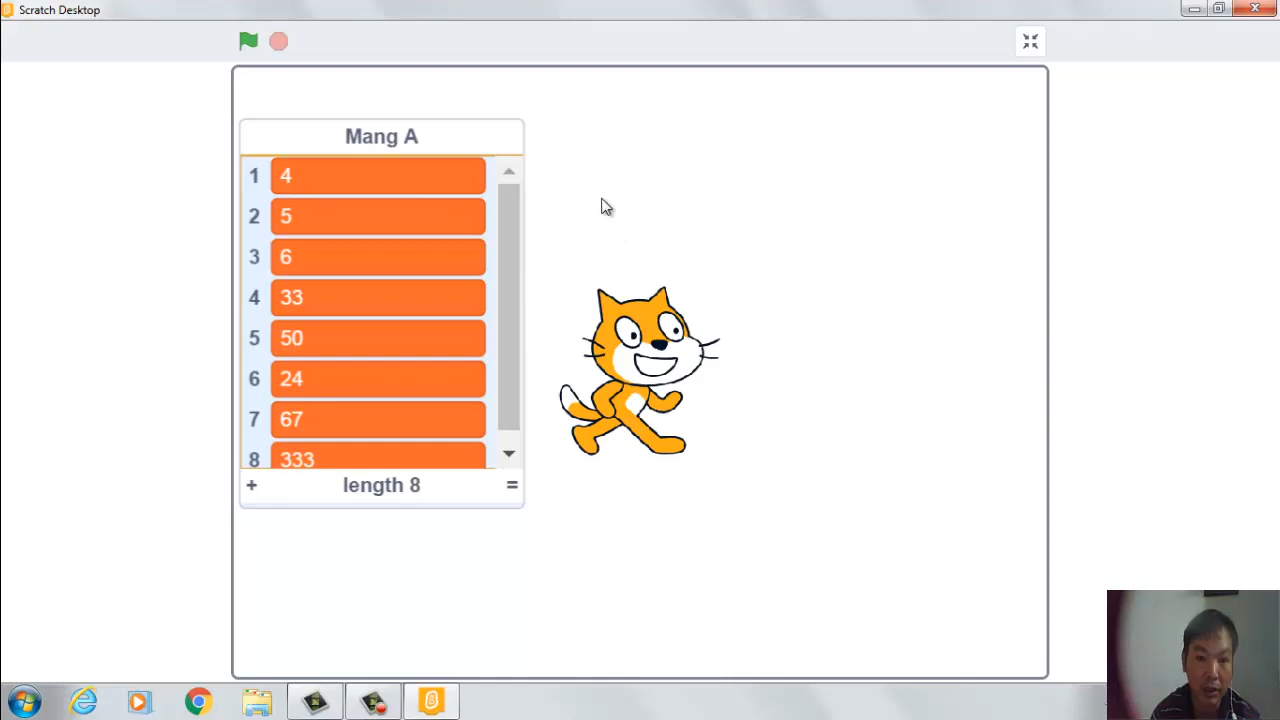 Scratch Desktop
Mang A
1 4
2 5
3 6
4 33
5 50
6 24
7 67
8 333
+ length 8 =